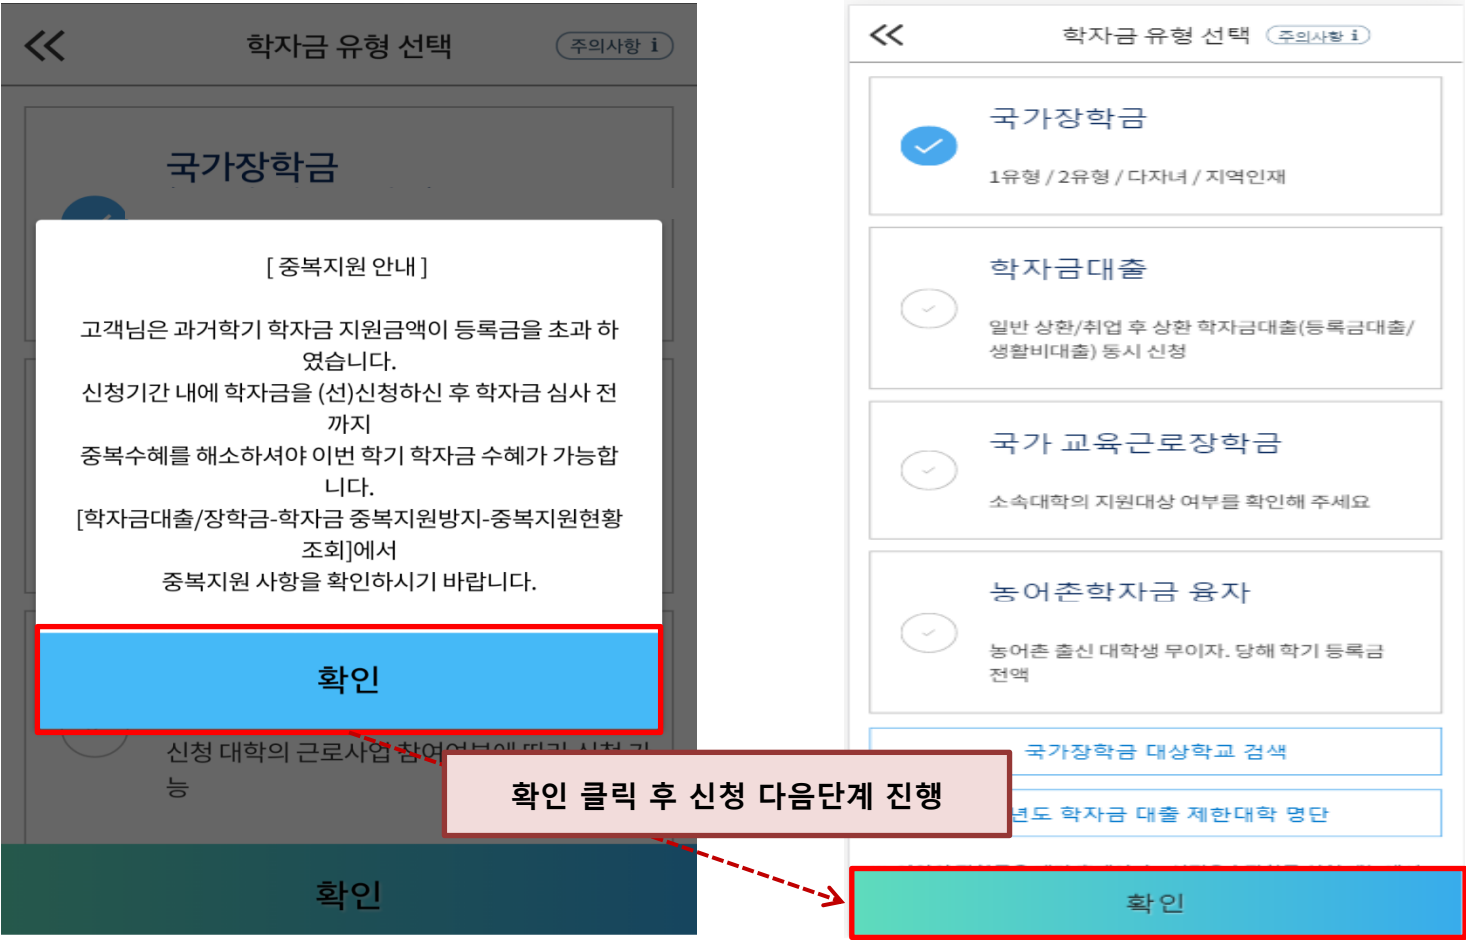 학자금 유형 선택
주의사항 i
국가장학금
[ 중복지원 안내 ]
고객님은 과거학기 학자금 지원금액이 등록금을 초과 하
였습니다.
신청기간 내에 학자금을 (선)신청하신 후 학자금 심사 전
까지
중복수혜를 해소하셔야 이번 학기 학자금 수혜가 가능합
니다.
[학자금대출/장학금-학자금 중복지원방지-중복지원현황
조회]에서
중복지원 사항을 확인하시기 바랍니다.
확인
신청 대학의 근로사업 참여여부에 따라 신청 가
능
확인
확인 클릭 후 신청 다음단계 진행
학자금 유형 선택
주의사항 i
국가장학금
1유형 / 2유형 / 다자녀 / 지역인재
학자금대출
일반 상환/취업 후 상환 학자금대출(등록금대출/
생활비대출) 동시 신청
국가 교육근로장학금
소속대학의 지원대상 여부를 확인해 주세요
농어촌학자금 융자
농어촌 출신 대학생 무이자. 당해 학기 등록금
전액
국가장학금 대상학교 검색
년도 학자금 대출 제한대학 명단
확인